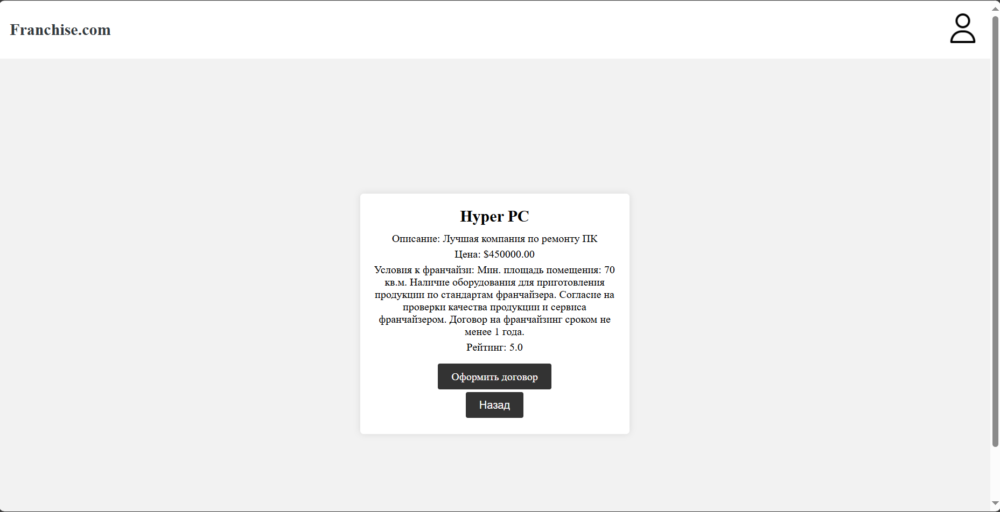 Franchise.com
Hyper PC
Описание: Лучшая компания по ремонту ПК
Цена: $450000.00
Условия к франчайзи: Мин. площадь помещения: 70
кв.м. Наличие оборудования для приготовления
продукции по стандартам франчайзера. Согласие на
проверки качества продукции и сервиса
франчайзером. Договор на франчайзинг сроком не
менее 1 года.
Рейтинг: 5.0
Оформить договор
Назад